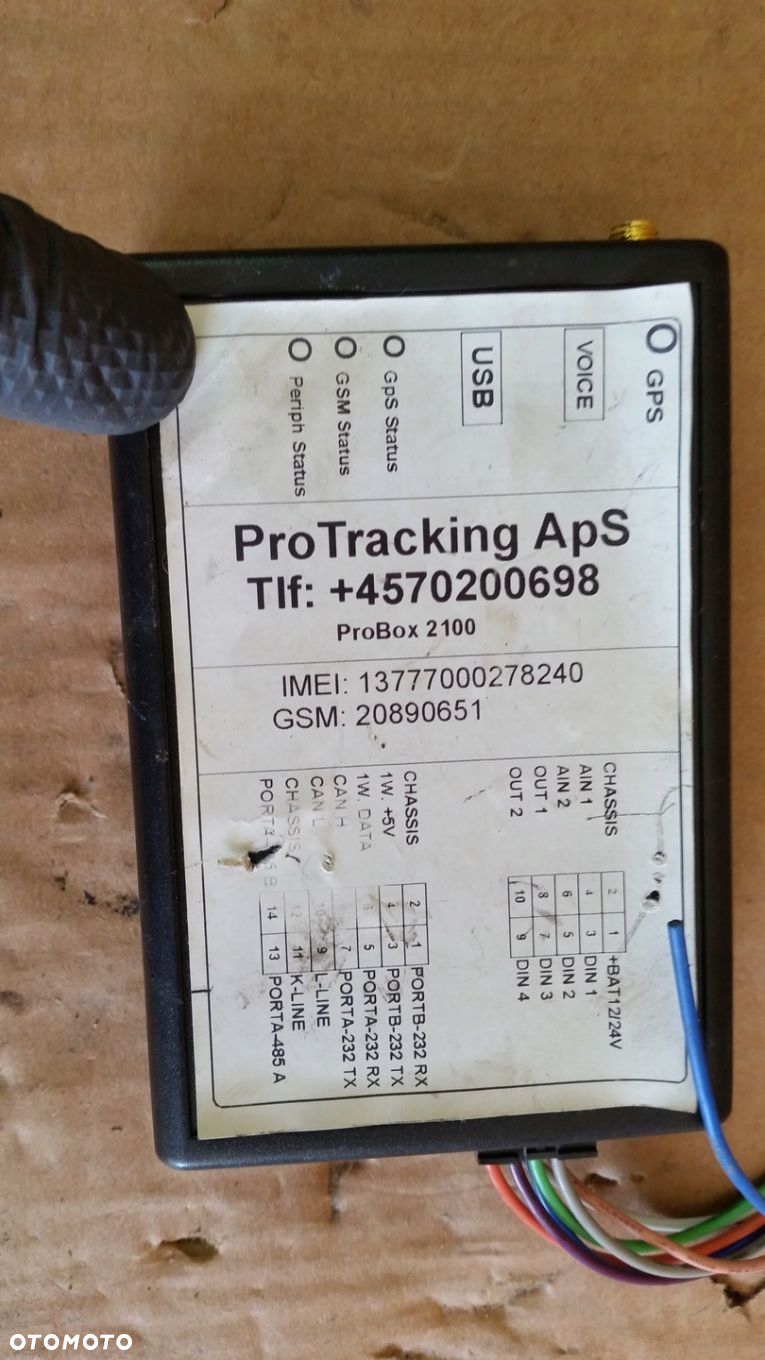 GPS
VOICE
USB
GpS Status
GSM Status
Periph Status
ProTracking ApS
Tlf: +4570200698
ProBox 2100
IMEI: 13777000278240
GSM: 20890651
CHASSIS 2 1 +BAT12/24V
AIN 1 4 3 DIN 1
AIN 2 6 5 DIN 2
OUT 1 8 7 DIN 3
OUT 2 10 9 DIN 4
CHASSIS 2 1 PORTB-232 RX
1W. +5V 4 3 PORTB-232 TX
1W. DATA 6 5 PORTA-232 RX
CAN H 7 PORTA-232 TX
CAN L 10 9 L-LINE
CHASSIS 12 11 K-LINE
14 13 PORTA-485 A
OTOMOTO